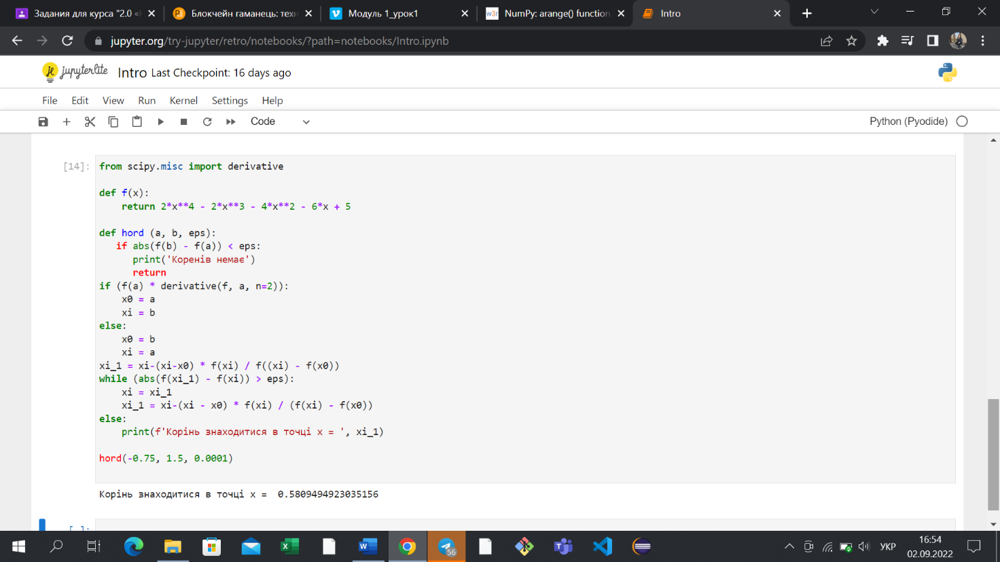 Задания для курса "2.0 «
Блокчейн гаманець: техн
Модуль 1_урок1
w3r NumPy: arange() function
Intro
jupyter.org/try-jupyter/retro/notebooks/?path=notebooks/Intro.ipynb
jupyterlite Intro Last Checkpoint: 16 days ago
File Edit View Run Kernel Settings Help
Code Python (Pyodide)
[14]: from scipy.misc import derivative
def f(x):
    return 2*x**4 - 2*x**3 - 4*x**2 - 6*x + 5
def hord (a, b, eps):
   if abs(f(b) - f(a)) < eps:
      print('Коренів немає')
      return
if (f(a) * derivative(f, a, n=2)):
    x0 = a
    xi = b
else:
    x0 = b
    xi = a
xi_1 = xi-(xi-x0) * f(xi) / f((xi) - f(x0))
while (abs(f(xi_1) - f(xi)) > eps):
    xi = xi_1
    xi_1 = xi-(xi - x0) * f(xi) / (f(xi) - f(x0))
else:
    print(f'Корінь знаходитися в точці x = ', xi_1)
hord(-0.75, 1.5, 0.0001)
Корінь знаходитися в точці x =  0.5809494923035156
[ ]:
56
УКР
16:54
02.09.2022